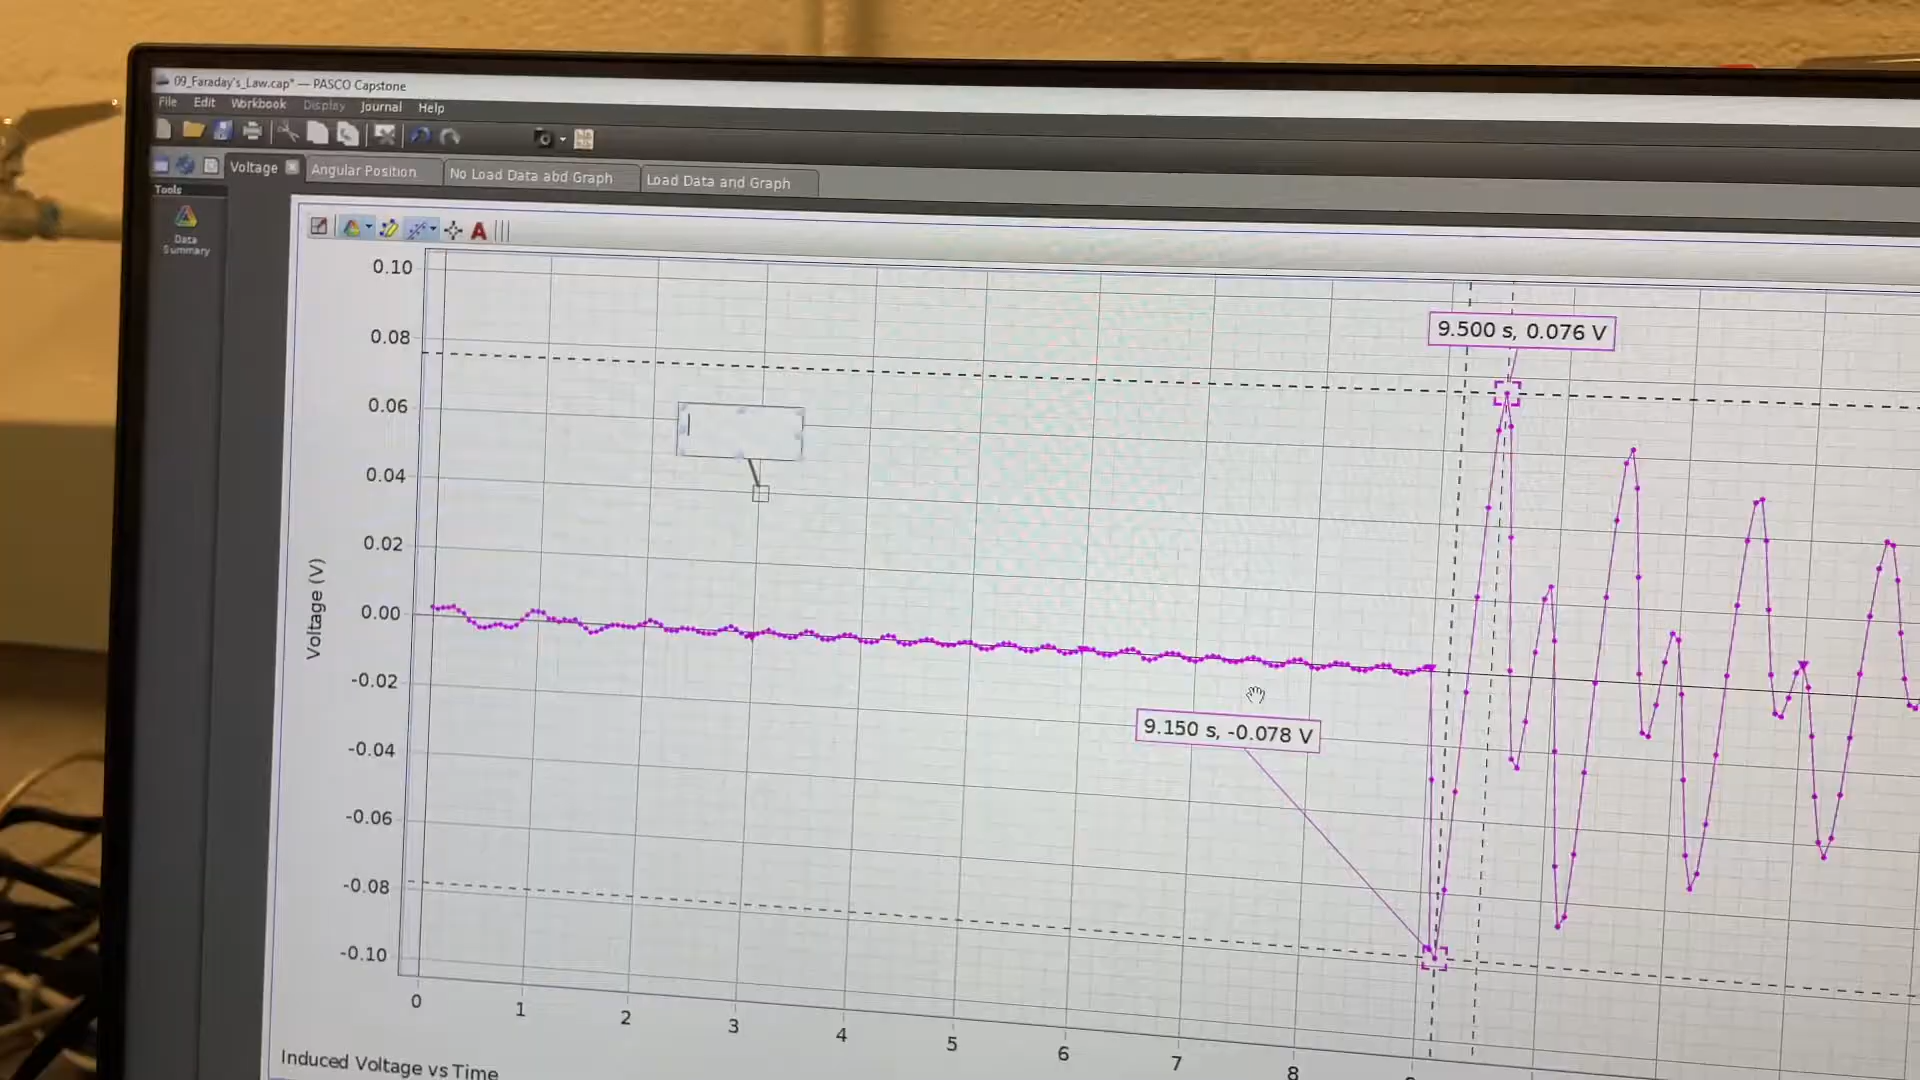 09_Faraday's_Law.cap* — PASCO Capstone
File Edit Workbook Display Journal Help
Voltage Angular Position No Load Data abd Graph Load Data and Graph
Tools
Data
Summary
A
0.10
0.08
0.06
0.04
0.02
0.00
-0.02
-0.04
-0.06
-0.08
-0.10
Voltage (V)
9.500 s, 0.076 V
9.150 s, -0.078 V
0 1 2 3 4 5 6 7 8
Induced Voltage vs Time